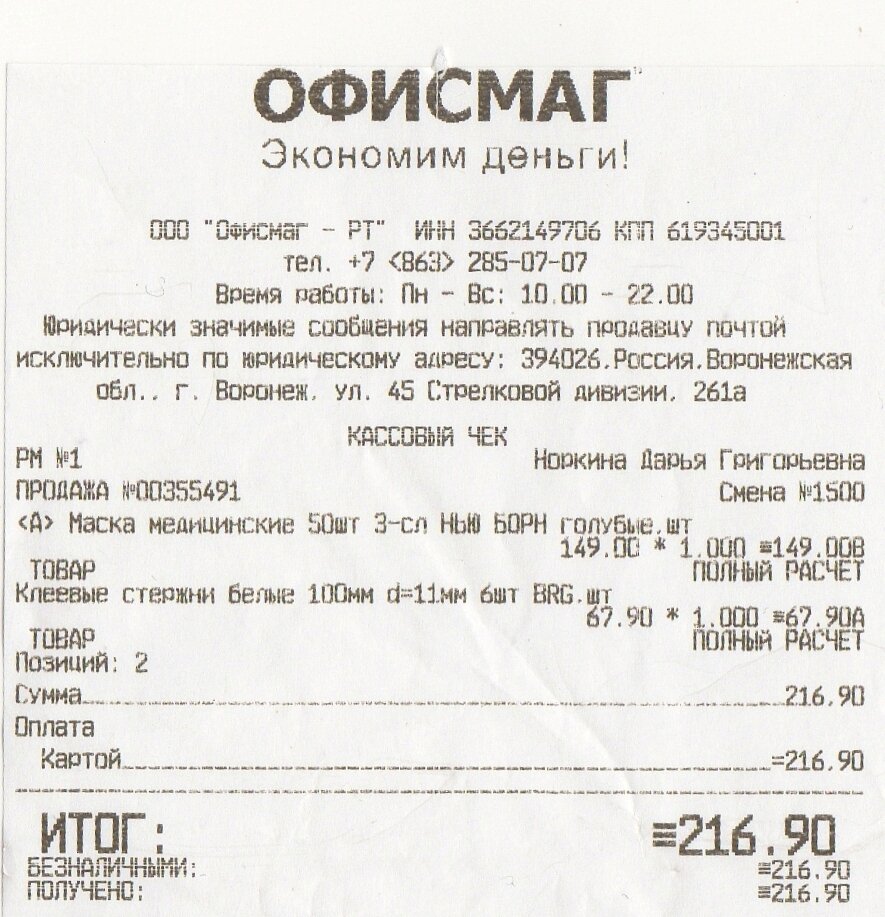 ОФИСМАГ
Экономим деньги!
ООО "Офисмаг - РТ" ИНН 3662149706 КПП 619345001
тел. +7 <863> 285-07-07
Время работы: Пн - Вс: 10.00 - 22.00
Юридически значимые сообщения направлять продавцу почтой
исключительно по юридическому адресу: 394026,Россия,Воронежская
обл., г. Воронеж, ул. 45 Стрелковой дивизии, 261а
КАССОВЫЙ ЧЕК
РМ №1 Норкина Дарья Григорьевна
ПРОДАЖА №00355491 Смена №1500
<А> Маска медицинские 50шт 3-сл НЬЮ БОРН голубые,шт
149.00 * 1.000 ≡149.00В
ТОВАР ПОЛНЫЙ РАСЧЕТ
Клеевые стержни белые 100мм d=11мм 6шт BRG,шт
67.90 * 1.000 ≡67.90А
ТОВАР ПОЛНЫЙ РАСЧЕТ
Позиций: 2
Сумма 216,90
Оплата
Картой =216,90
ИТОГ: ≡216.90
БЕЗНАЛИЧНЫМИ: ≡216.90
ПОЛУЧЕНО: ≡216.90